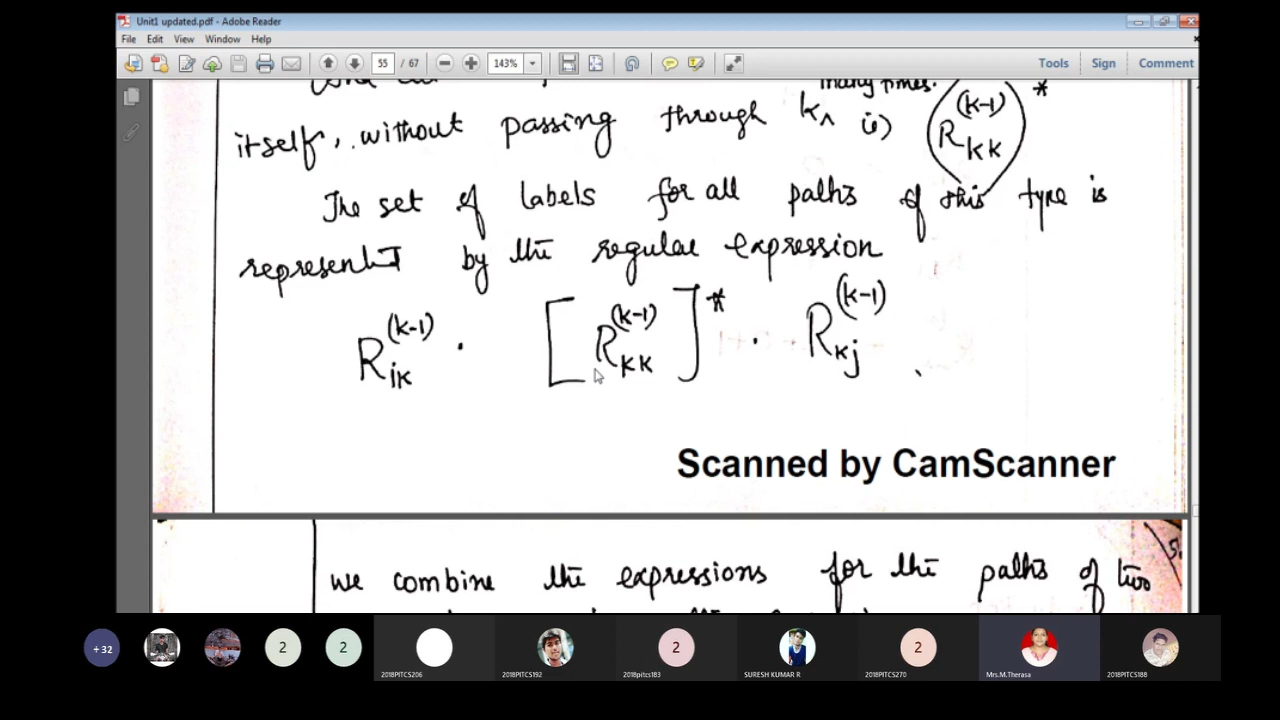 Unit1 updated.pdf - Adobe Reader
File Edit View Window Help
55 / 67 143% Tools Sign Comment
many times.
itself, without passing through k is R_kk^(k-1) *
The set of labels for all paths of this type is
represented by the regular expression
R_ik^(k-1) . [R_kk^(k-1)]* . R_kj^(k-1)
Scanned by CamScanner
we combine the expressions for the paths of two
+32 2 2 2 2
2018PITCS206 2018PITCS192 2018pitcs183 SURESH KUMAR R 2018PITCS270 Mrs.M.Therasa 2018PITCS188